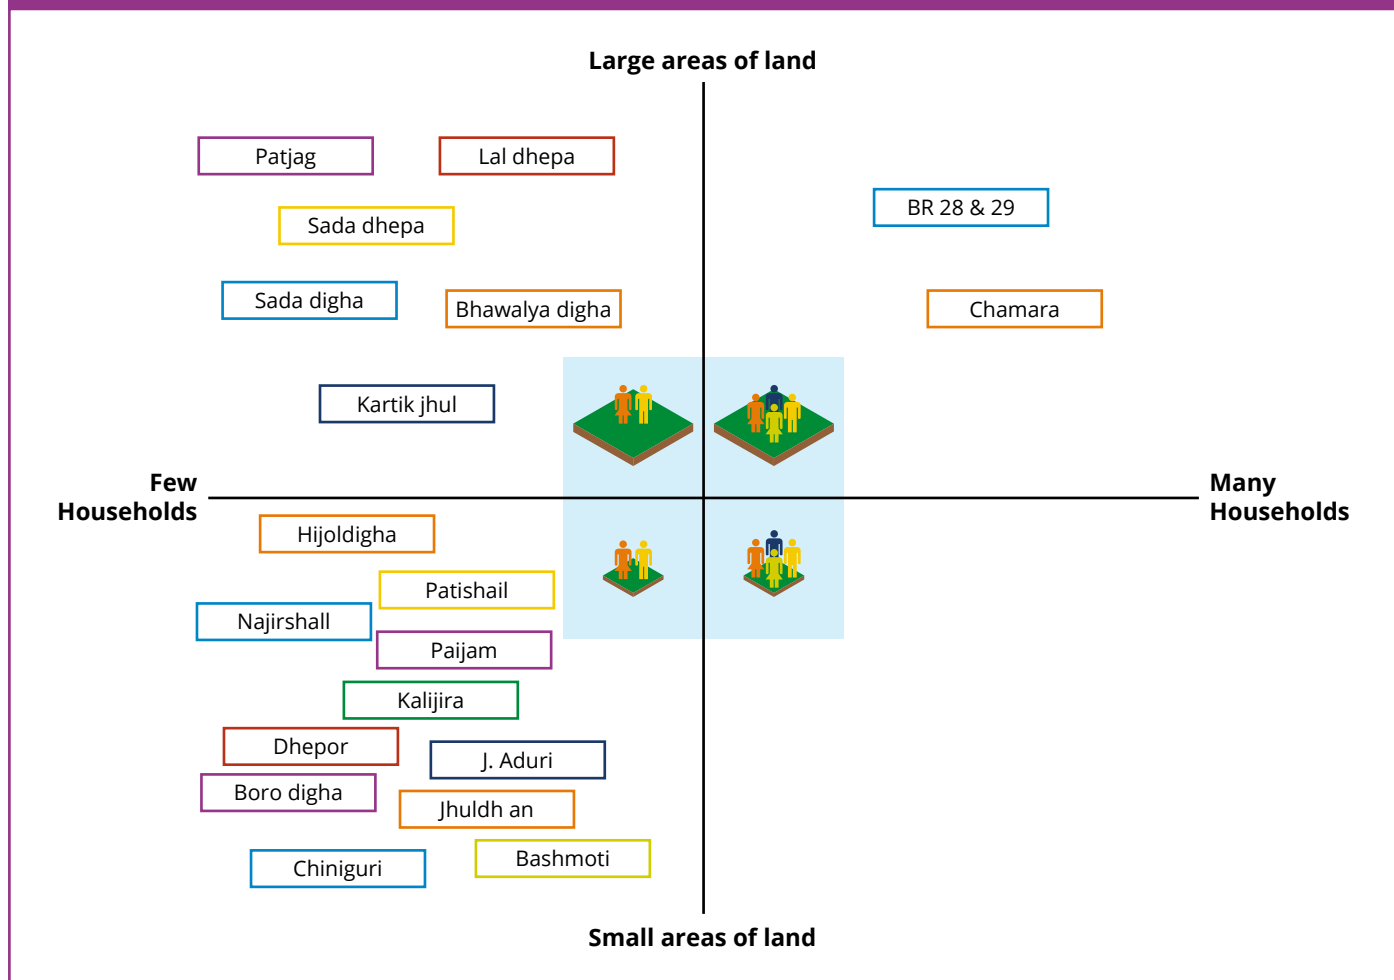 Large areas of land
Patjag
Lal dhepa
BR 28 & 29
Sada dhepa
Sada digha
Bhawalya digha
Chamara
Kartik jhul
Few
Households
Many
Households
Hijoldigha
Patishail
Najirshall
Paijam
Kalijira
Dhepor
J. Aduri
Boro digha
Jhuldh an
Bashmoti
Chiniguri
Small areas of land